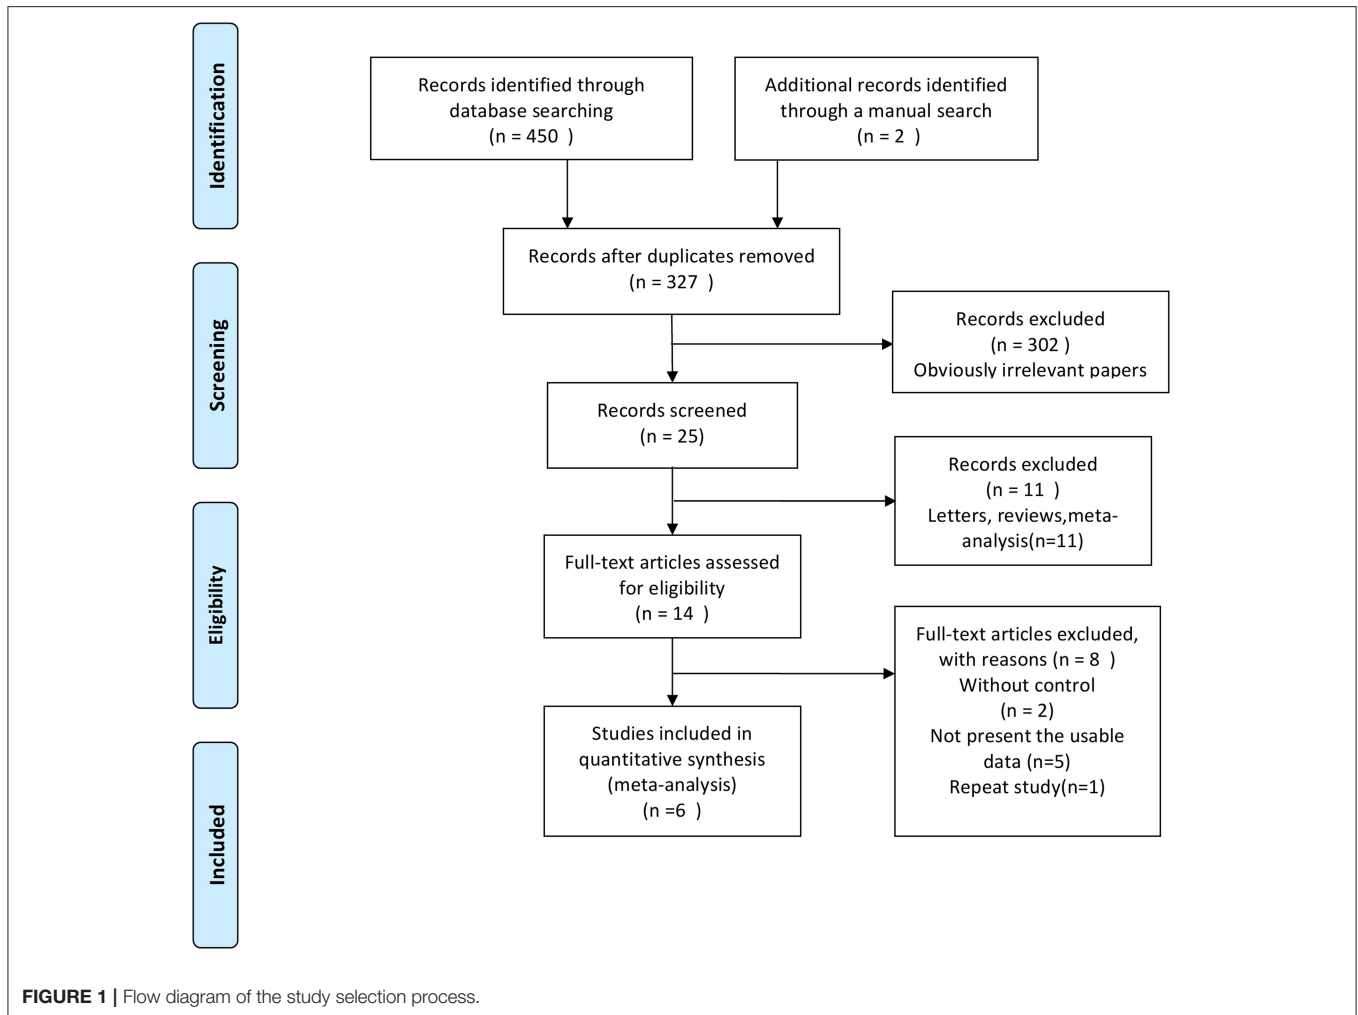 Identification
Records identified through
database searching
(n = 450  )
Additional records identified
through a manual search
(n = 2  )
Records after duplicates removed
(n = 327  )
Screening
Records excluded
(n = 302 )
Obviously irrelevant papers
Records screened
(n = 25)
Records excluded
(n = 11  )
Letters, reviews,meta-
analysis(n=11)
Eligibility
Full-text articles assessed
for eligibility
(n = 14  )
Full-text articles excluded,
with reasons (n = 8  )
Without control
(n = 2)
Not present the usable
data (n=5)
Repeat study(n=1)
Included
Studies included in
quantitative synthesis
(meta-analysis)
(n =6  )
FIGURE 1 | Flow diagram of the study selection process.